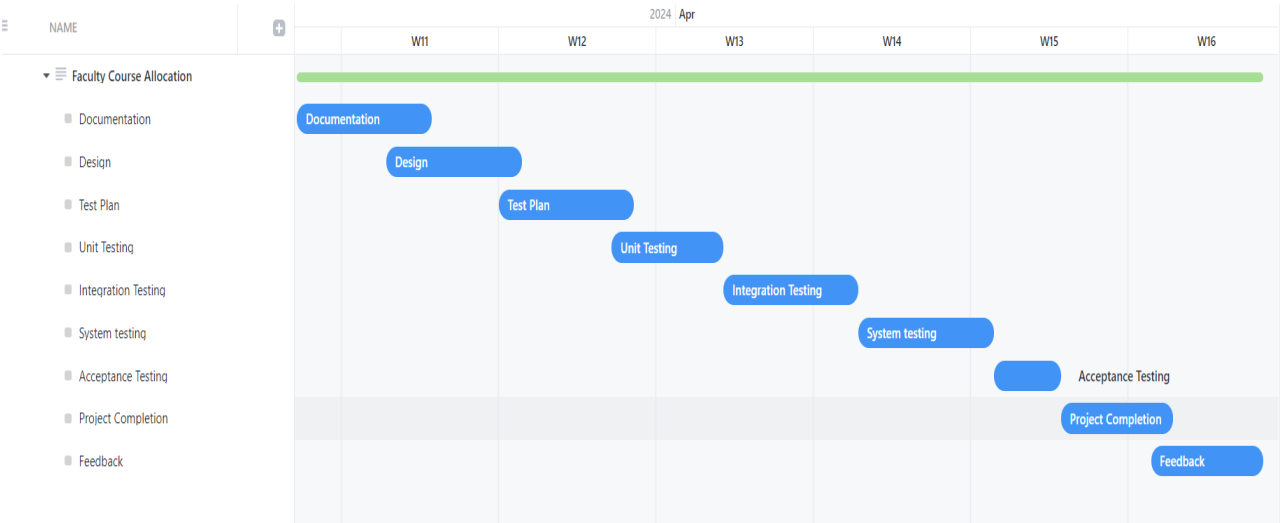 2024 Apr
NAME
W11 W12 W13 W14 W15 W16
Faculty Course Allocation
Documentation Documentation
Design Design
Test Plan Test Plan
Unit Testing Unit Testing
Integration Testing Integration Testing
System testing System testing
Acceptance Testing Acceptance Testing
Project Completion Project Completion
Feedback Feedback